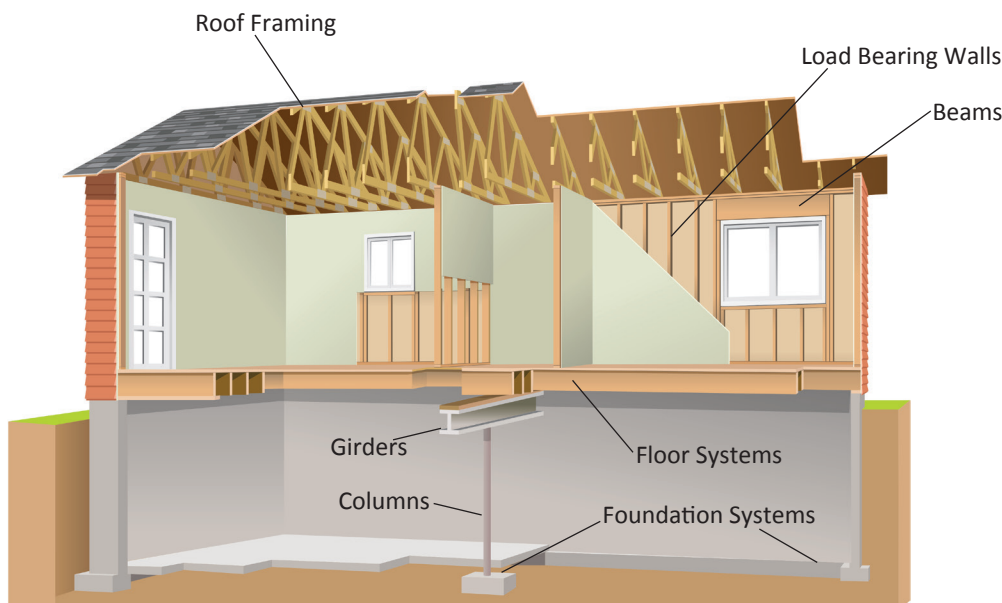 Roof Framing
Load Bearing Walls
Beams
Girders
Floor Systems
Columns
Foundation Systems